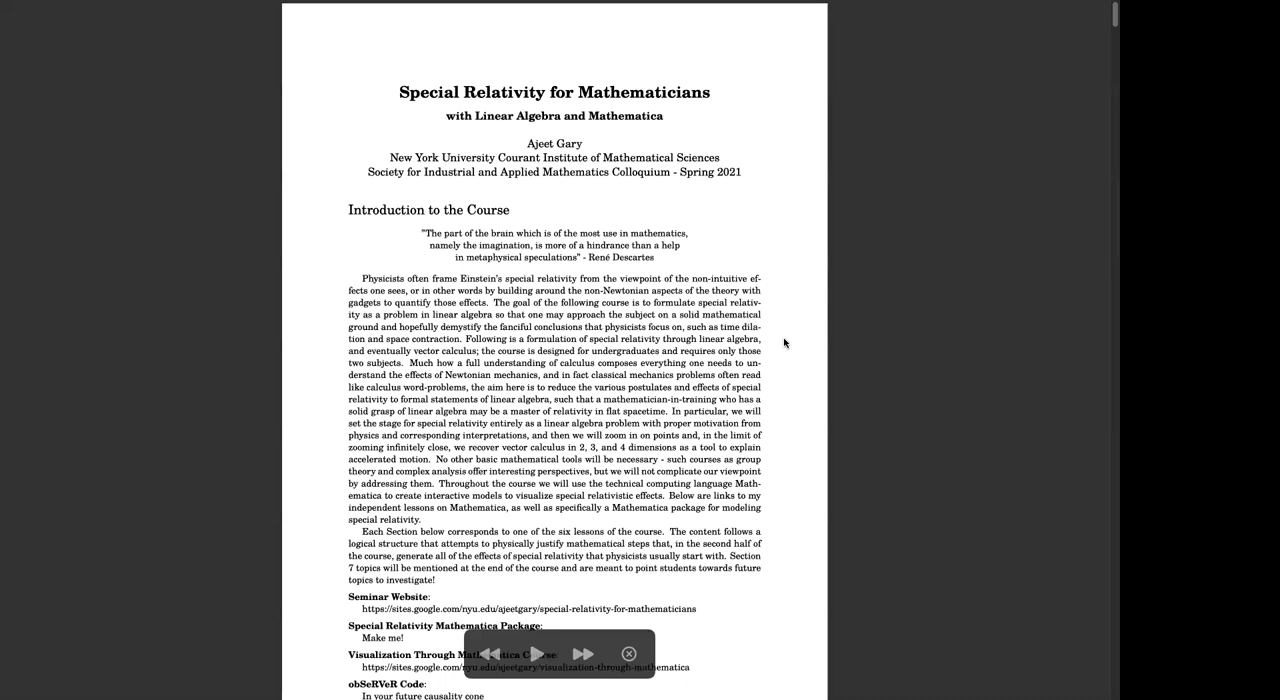 Special Relativity for Mathematicians
with Linear Algebra and Mathematica
Ajeet Gary
New York University Courant Institute of Mathematical Sciences
Society for Industrial and Applied Mathematics Colloquium - Spring 2021
Introduction to the Course
"The part of the brain which is of the most use in mathematics,
namely the imagination, is more of a hindrance than a help
in metaphysical speculations" - René Descartes
Physicists often frame Einstein's special relativity from the viewpoint of the non-intuitive ef-
fects one sees, or in other words by building around the non-Newtonian aspects of the theory with
gadgets to quantify those effects. The goal of the following course is to formulate special relativ-
ity as a problem in linear algebra so that one may approach the subject on a solid mathematical
ground and hopefully demystify the fanciful conclusions that physicists focus on, such as time dila-
tion and space contraction. Following is a formulation of special relativity through linear algebra,
and eventually vector calculus; the course is designed for undergraduates and requires only those
two subjects. Much how a full understanding of calculus composes everything one needs to un-
derstand the effects of Newtonian mechanics, and in fact classical mechanics problems often read
like calculus word-problems, the aim here is to reduce the various postulates and effects of special
relativity to formal statements of linear algebra, such that a mathematician-in-training who has a
solid grasp of linear algebra may be a master of relativity in flat spacetime. In particular, we will
set the stage for special relativity entirely as a linear algebra problem with proper motivation from
physics and corresponding interpretations, and then we will zoom in on points and, in the limit of
zooming infinitely close, we recover vector calculus in 2, 3, and 4 dimensions as a tool to explain
accelerated motion. No other basic mathematical tools will be necessary - such courses as group
theory and complex analysis offer interesting perspectives, but we will not complicate our viewpoint
by addressing them. Throughout the course we will use the technical computing language Math-
ematica to create interactive models to visualize special relativistic effects. Below are links to my
independent lessons on Mathematica, as well as specifically a Mathematica package for modeling
special relativity.
Each Section below corresponds to one of the six lessons of the course. The content follows a
logical structure that attempts to physically justify mathematical steps that, in the second half of
the course, generate all of the effects of special relativity that physicists usually start with. Section
7 topics will be mentioned at the end of the course and are meant to point students towards future
topics to investigate!
Seminar Website:
https://sites.google.com/nyu.edu/ajeetgary/special-relativity-for-mathematicians
Special Relativity Mathematica Package:
Make me!
Visualization Through Mathematica Course:
https://sites.google.com/nyu.edu/ajeetgary/visualization-through-mathematica
obSeRVeR Code:
In your future causality cone